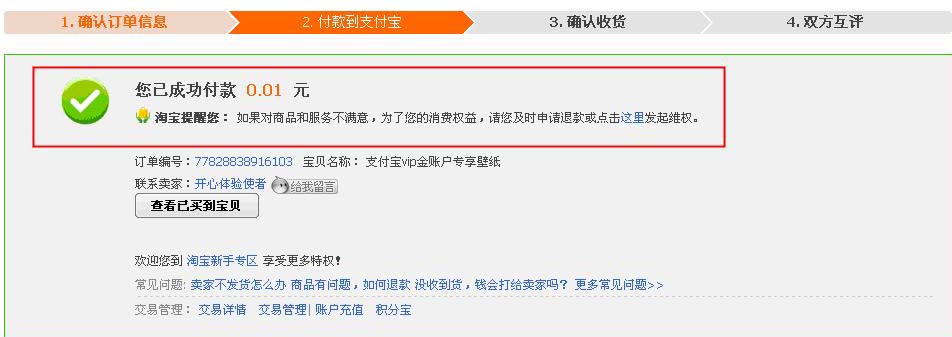 1. 确认订单信息 2. 付款到支付宝 3. 确认收货 4. 双方互评
您已成功付款 0.01 元
淘宝提醒您： 如果对商品和服务不满意，为了您的消费权益，请您及时申请退款或点击这里发起维权。
订单编号：77828838916103 宝贝名称： 支付宝vip金账户专享壁纸
联系卖家：开心体验使者 给我留言
查看已买到宝贝
欢迎您到 淘宝新手专区 享受更多特权！
常见问题: 卖家不发货怎么办 商品有问题，如何退款 没收到货，钱会打给卖家吗？ 更多常见问题>>
交易管理： 交易详情 交易管理| 账户充值 积分宝